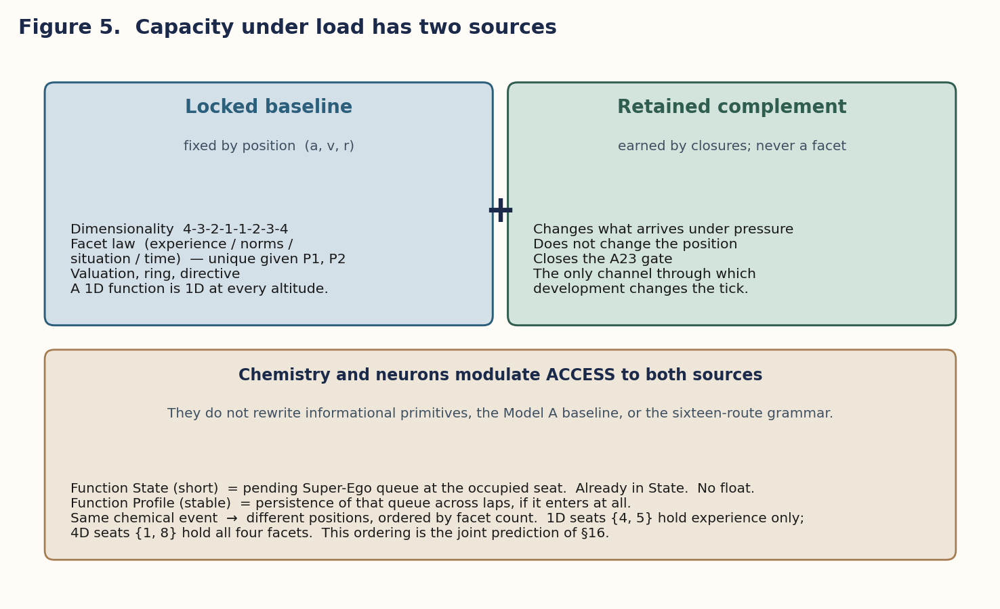 Figure 5.  Capacity under load has two sources
Locked baseline
fixed by position  (a, v, r)
Dimensionality  4-3-2-1-1-2-3-4
Facet law  (experience / norms /
situation / time)  — unique given P1, P2
Valuation, ring, directive
A 1D function is 1D at every altitude.
+
Retained complement
earned by closures; never a facet
Changes what arrives under pressure
Does not change the position
Closes the A23 gate
The only channel through which
development changes the tick.
Chemistry and neurons modulate ACCESS to both sources
They do not rewrite informational primitives, the Model A baseline, or the sixteen-route grammar.
Function State (short)  = pending Super-Ego queue at the occupied seat.  Already in State.  No float.
Function Profile (stable)  = persistence of that queue across laps, if it enters at all.
Same chemical event  →  different positions, ordered by facet count.  1D seats {4, 5} hold experience only;
4D seats {1, 8} hold all four facets.  This ordering is the joint prediction of §16.